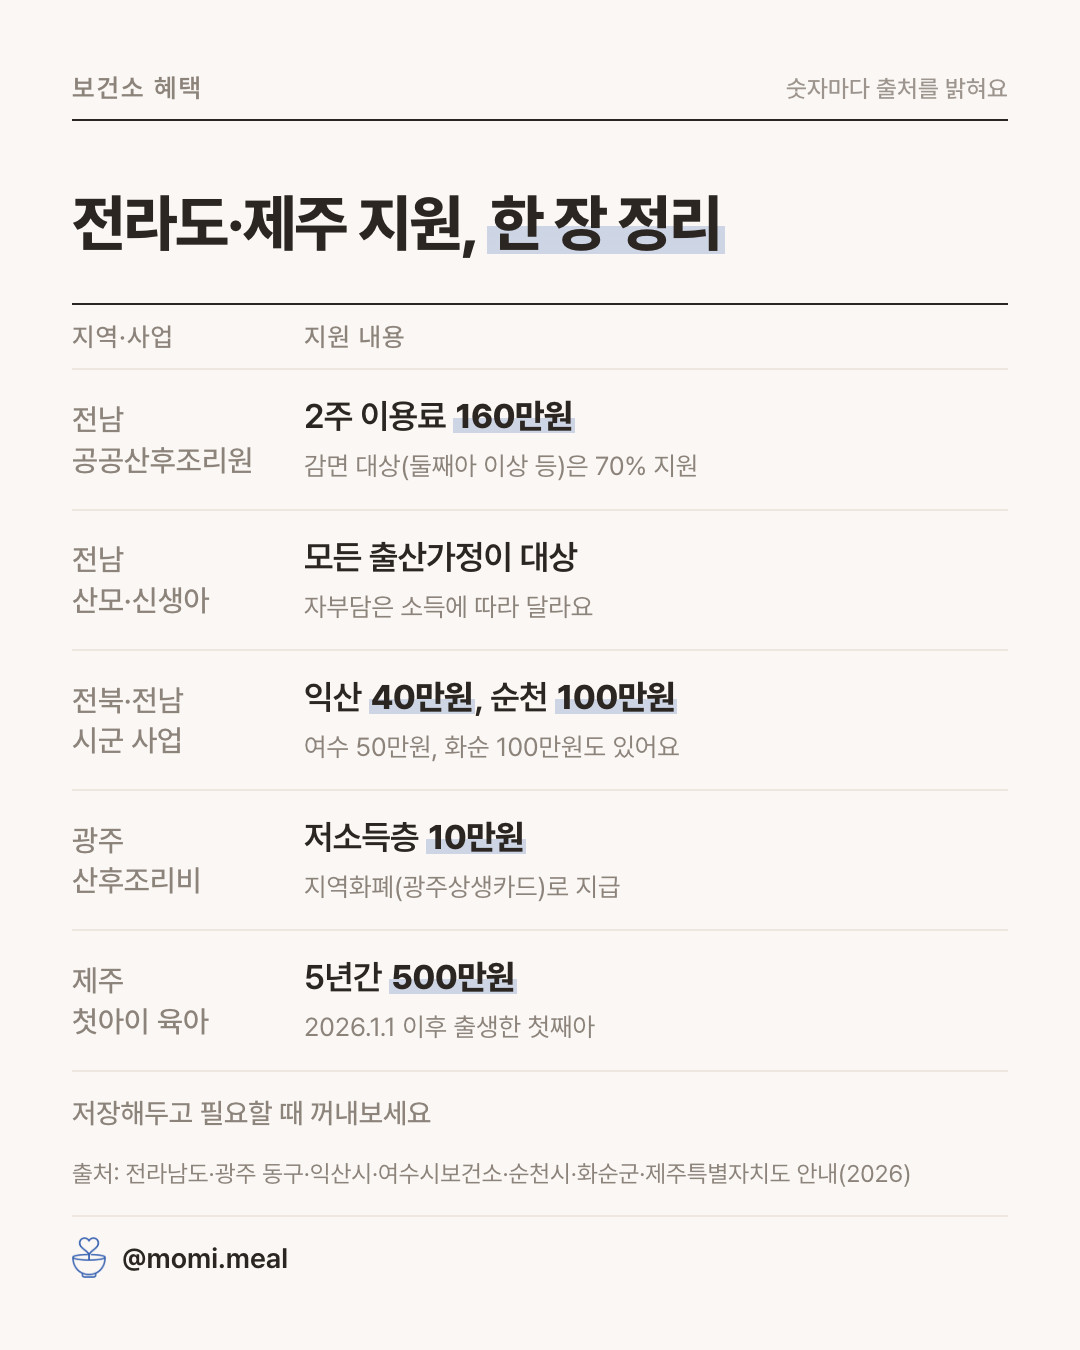 보건소 혜택
숫자마다 출처를 밝혀요
전라도·제주 지원, 한 장 정리
지역·사업
지원 내용
전남
공공산후조리원
2주 이용료 160만원
감면 대상(둘째아 이상 등)은 70% 지원
전남
산모·신생아
모든 출산가정이 대상
자부담은 소득에 따라 달라요
전북·전남
시군 사업
익산 40만원, 순천 100만원
여수 50만원, 화순 100만원도 있어요
광주
산후조리비
저소득층 10만원
지역화폐(광주상생카드)로 지급
제주
첫아이 육아
5년간 500만원
2026.1.1 이후 출생한 첫째아
저장해두고 필요할 때 꺼내보세요
출처: 전라남도·광주 동구·익산시·여수시보건소·순천시·화순군·제주특별자치도 안내(2026)
@momi.meal